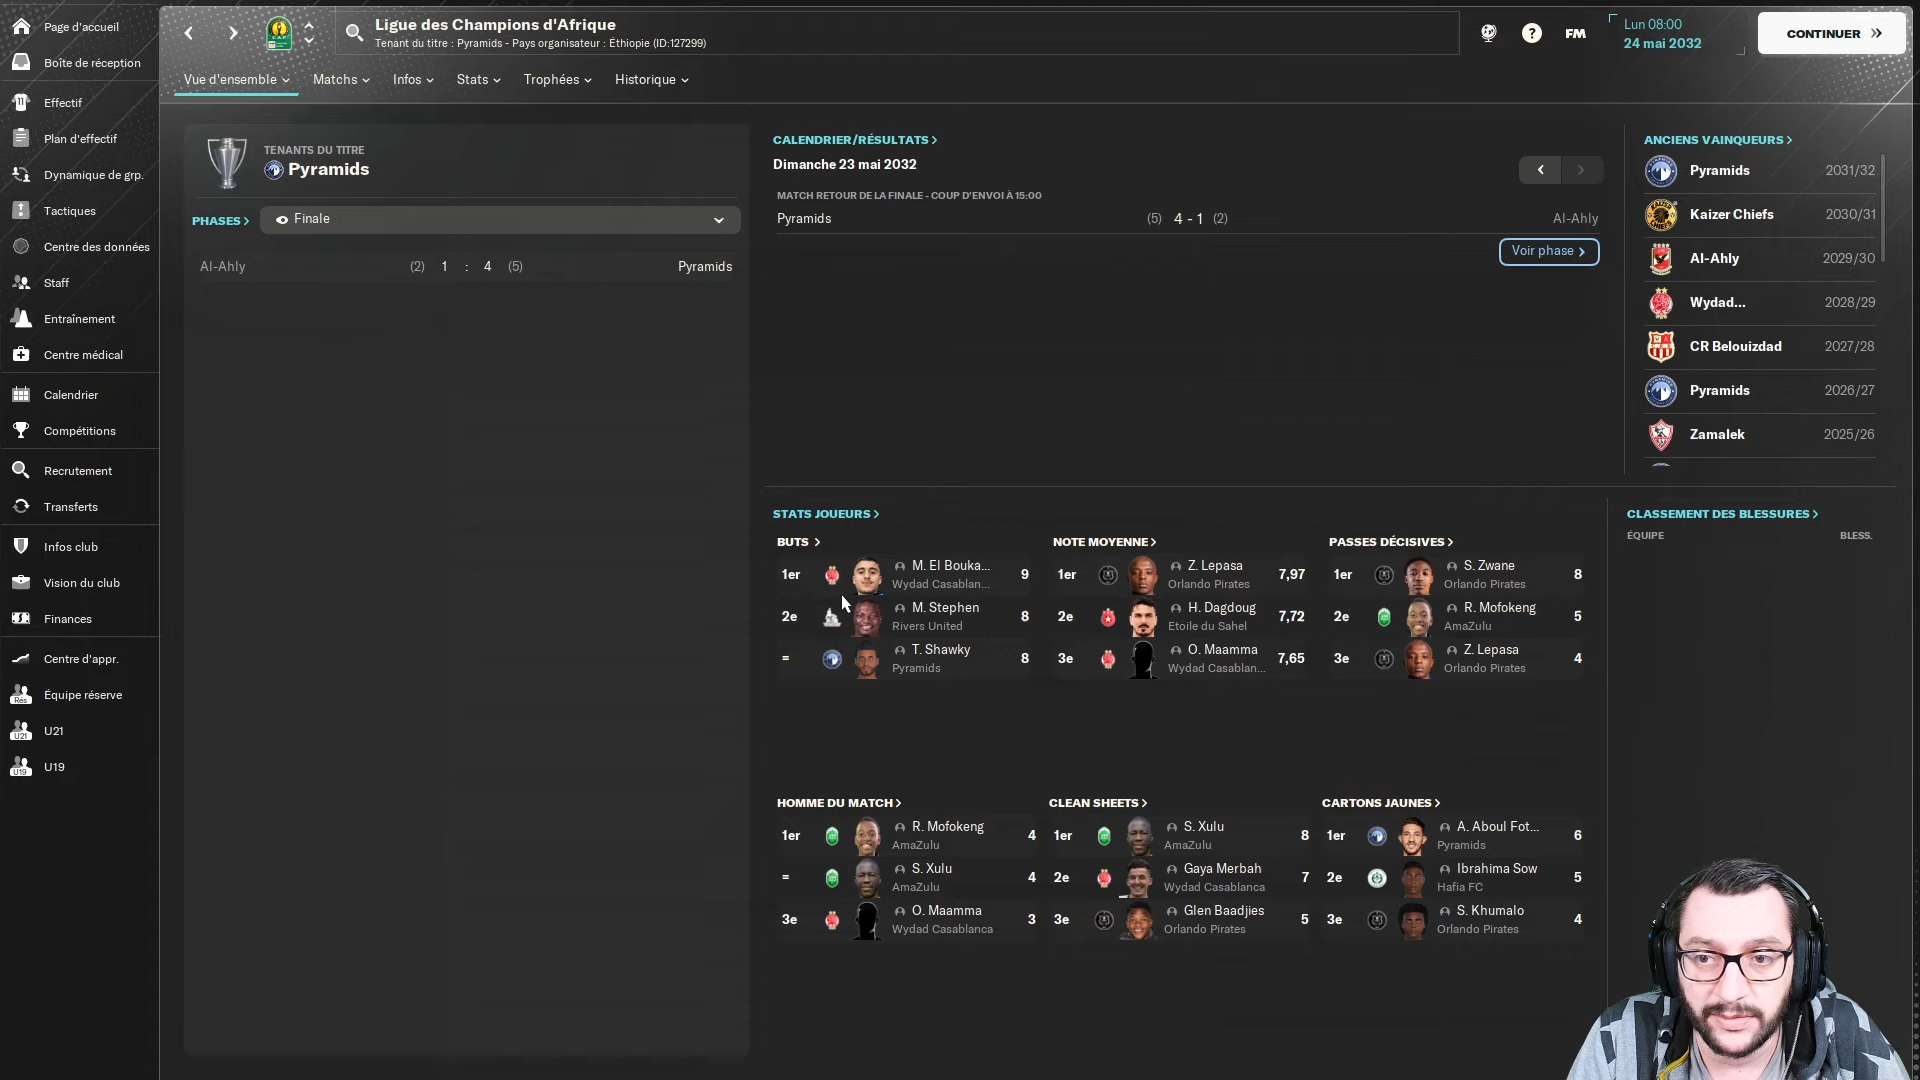 Page d'accueil
Boîte de réception
Effectif
Plan d'effectif
Dynamique de grp.
Tactiques
Centre des données
Staff
Entraînement
Centre médical
Calendrier
Compétitions
Recrutement
Transferts
Infos club
Vision du club
Finances
Centre d'appr.
Équipe réserve
U21
U19
Ligue des Champions d'Afrique
Tenant du titre : Pyramids - Pays organisateur : Éthiopie (ID:127299)
FM
Lun 08:00
24 mai 2032
CONTINUER
Vue d'ensemble
Matchs
Infos
Stats
Trophées
Historique
TENANTS DU TITRE
Pyramids
PHASES
Finale
Al-Ahly (2) 1 : 4 (5) Pyramids
CALENDRIER/RÉSULTATS
Dimanche 23 mai 2032
MATCH RETOUR DE LA FINALE - COUP D'ENVOI À 15:00
Pyramids (5) 4 - 1 (2) Al-Ahly
Voir phase
ANCIENS VAINQUEURS
Pyramids 2031/32
Kaizer Chiefs 2030/31
Al-Ahly 2029/30
Wydad... 2028/29
CR Belouizdad 2027/28
Pyramids 2026/27
Zamalek 2025/26
STATS JOUEURS
BUTS
1er M. El Bouka... 9
Wydad Casablan...
2e M. Stephen 8
Rivers United
= T. Shawky 8
Pyramids
NOTE MOYENNE
1er Z. Lepasa 7,97
Orlando Pirates
2e H. Dagdoug 7,72
Etoile du Sahel
3e O. Maamma 7,65
Wydad Casablan...
PASSES DÉCISIVES
1er S. Zwane 8
Orlando Pirates
2e R. Mofokeng 5
AmaZulu
3e Z. Lepasa 4
Orlando Pirates
HOMME DU MATCH
1er R. Mofokeng 4
AmaZulu
= S. Xulu 4
AmaZulu
3e O. Maamma 3
Wydad Casablanca
CLEAN SHEETS
1er S. Xulu 8
AmaZulu
2e Gaya Merbah 7
Wydad Casablanca
3e Glen Baadjies 5
Orlando Pirates
CARTONS JAUNES
1er A. Aboul Fot... 6
Pyramids
2e Ibrahima Sow 5
Hafia FC
3e S. Khumalo 4
Orlando Pirates
CLASSEMENT DES BLESSURES
ÉQUIPE BLESS.